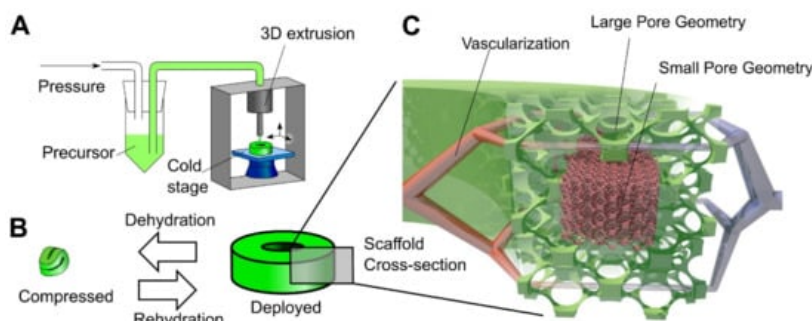 A
3D extrusion
Pressure
Precursor
Cold
stage
B
Dehydration
Compressed
Rehydration
Deployed
Scaffold
Cross-section
C
Large Pore Geometry
Vascularization
Small Pore Geometry